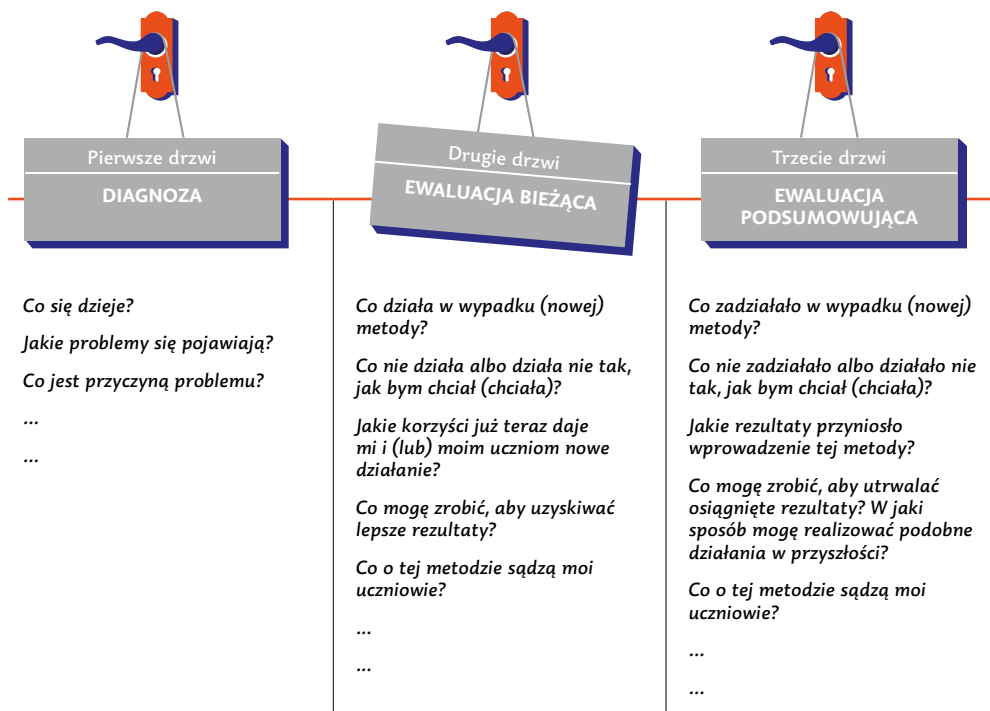 Pierwsze drzwi
DIAGNOZA
Co się dzieje?
Jakie problemy się pojawiają?
Co jest przyczyną problemu?
...
...
Drugie drzwi
EWALUACJA BIEŻĄCA
Co działa w wypadku (nowej)
metody?
Co nie działa albo działa nie tak,
jak bym chciał (chciała)?
Jakie korzyści już teraz daje
mi i (lub) moim uczniom nowe
działanie?
Co mogę zrobić, aby uzyskiwać
lepsze rezultaty?
Co o tej metodzie sądzą moi
uczniowie?
...
...
Trzecie drzwi
EWALUACJA
PODSUMOWUJĄCA
Co zadziałało w wypadku (nowej)
metody?
Co nie zadziałało albo działało nie
tak, jak bym chciał (chciała)?
Jakie rezultaty przyniosło
wprowadzenie tej metody?
Co mogę zrobić, aby utrwalać
osiągnięte rezultaty? W jaki
sposób mogę realizować podobne
działania w przyszłości?
Co o tej metodzie sądzą moi
uczniowie?
...
...